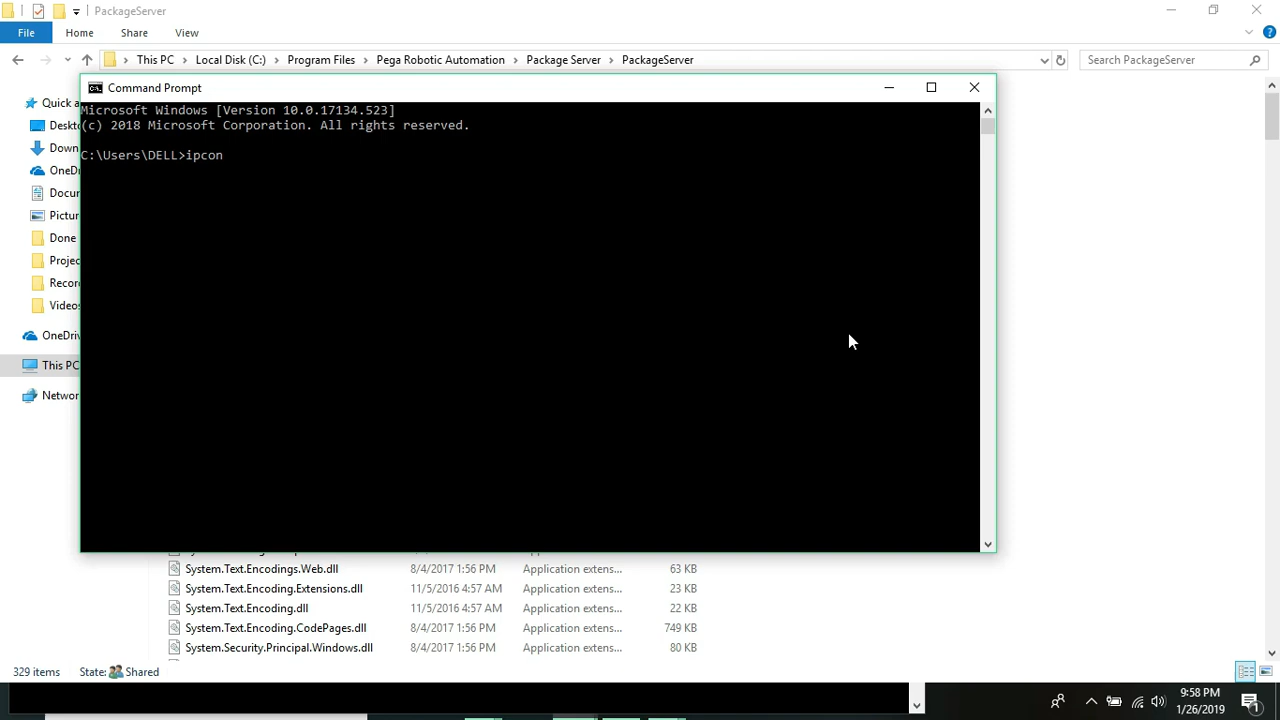 PackageServer
File Home Share View
This PC Local Disk (C:) Program Files Pega Robotic Automation Package Server PackageServer
Search PackageServer
Command Prompt
Microsoft Windows [Version 10.0.17134.523]
(c) 2018 Microsoft Corporation. All rights reserved.
C:\Users\DELL>ipcon
Quick a
Deskt
Down
OneD
Docu
Pictur
Done
Projec
Recor
Videos
OneDriv
This PC
Networ
System.Text.Encodings.Web.dll 8/4/2017 1:56 PM Application extens... 63 KB
System.Text.Encoding.Extensions.dll 11/5/2016 4:57 AM Application extens... 23 KB
System.Text.Encoding.dll 11/5/2016 4:57 AM Application extens... 22 KB
System.Text.Encoding.CodePages.dll 8/4/2017 1:56 PM Application extens... 749 KB
System.Security.Principal.Windows.dll 8/4/2017 1:56 PM Application extens... 80 KB
329 items State: Shared
9:58 PM
1/26/2019
1